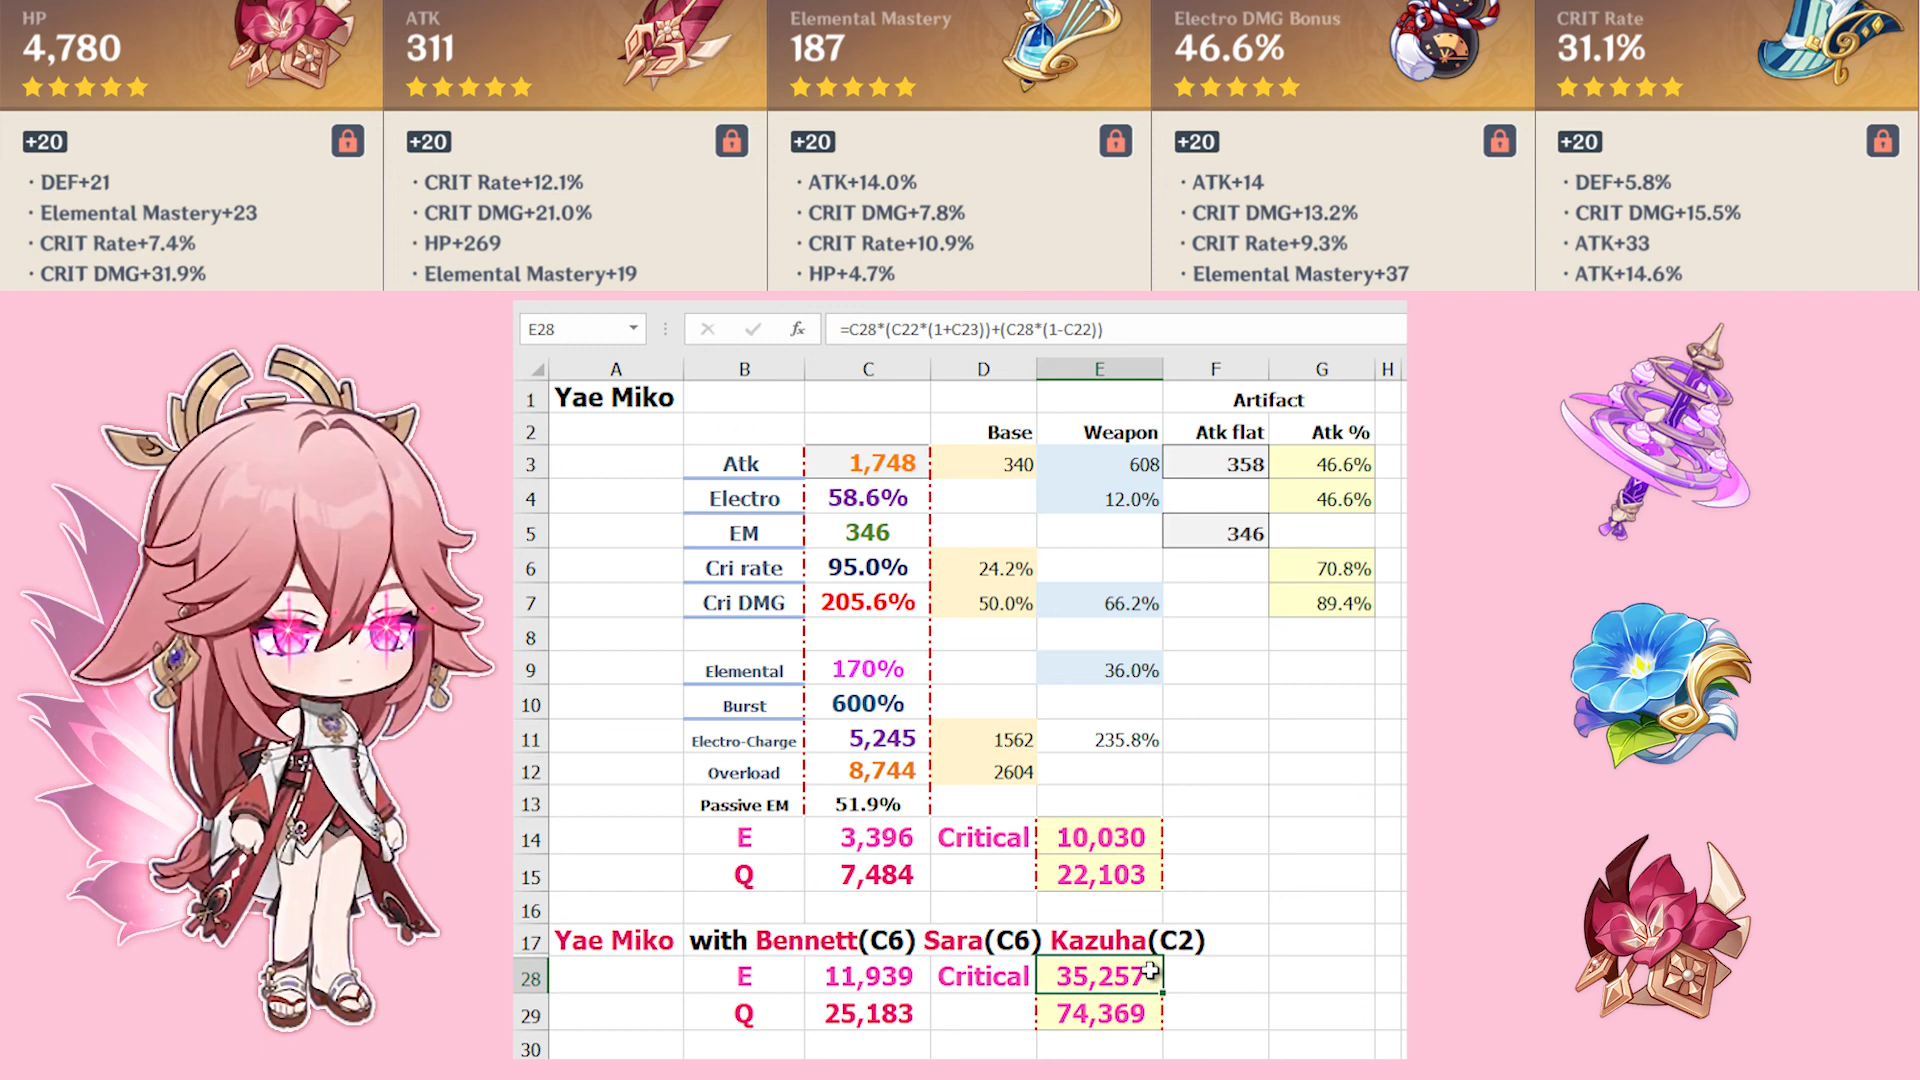 HP
4,780
+20
· DEF+21
· Elemental Mastery+23
· CRIT Rate+7.4%
· CRIT DMG+31.9%
ATK
311
+20
· CRIT Rate+12.1%
· CRIT DMG+21.0%
· HP+269
· Elemental Mastery+19
Elemental Mastery
187
+20
· ATK+14.0%
· CRIT DMG+7.8%
· CRIT Rate+10.9%
· HP+4.7%
Electro DMG Bonus
46.6%
+20
· ATK+14
· CRIT DMG+13.2%
· CRIT Rate+9.3%
· Elemental Mastery+37
CRIT Rate
31.1%
+20
· DEF+5.8%
· CRIT DMG+15.5%
· ATK+33
· ATK+14.6%
E28 fx =C28*(C22*(1+C23))+(C28*(1-C22))
A B C D E F G H
1 Yae Miko Artifact
2 Base Weapon Atk flat Atk %
3 Atk 1,748 340 608 358 46.6%
4 Electro 58.6% 12.0% 46.6%
5 EM 346 346
6 Cri rate 95.0% 24.2% 70.8%
7 Cri DMG 205.6% 50.0% 66.2% 89.4%
8
9 Elemental 170% 36.0%
10 Burst 600%
11 Electro-Charge 5,245 1562 235.8%
12 Overload 8,744 2604
13 Passive EM 51.9%
14 E 3,396 Critical 10,030
15 Q 7,484 22,103
16
17 Yae Miko with Bennett(C6) Sara(C6) Kazuha(C2)
28 E 11,939 Critical 35,257
29 Q 25,183 74,369
30